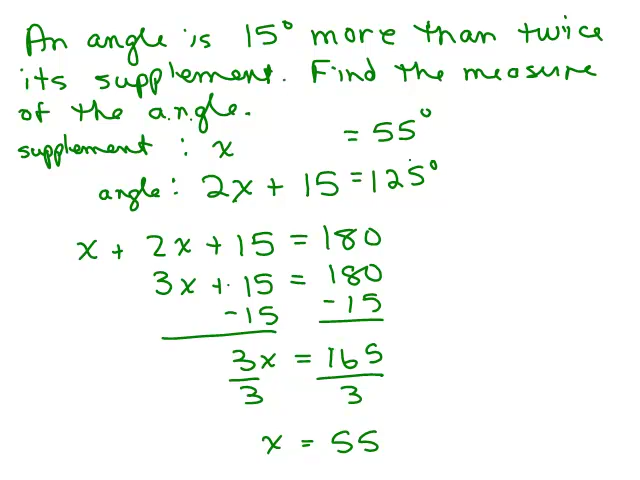 An angle is 15° more than twice
its supplement. Find the measure
of the angle.
supplement : x = 55°
angle: 2x + 15 = 125°
x + 2x + 15 = 180
3x + 15 = 180
-15 -15
3x = 165
3 3
x = 55